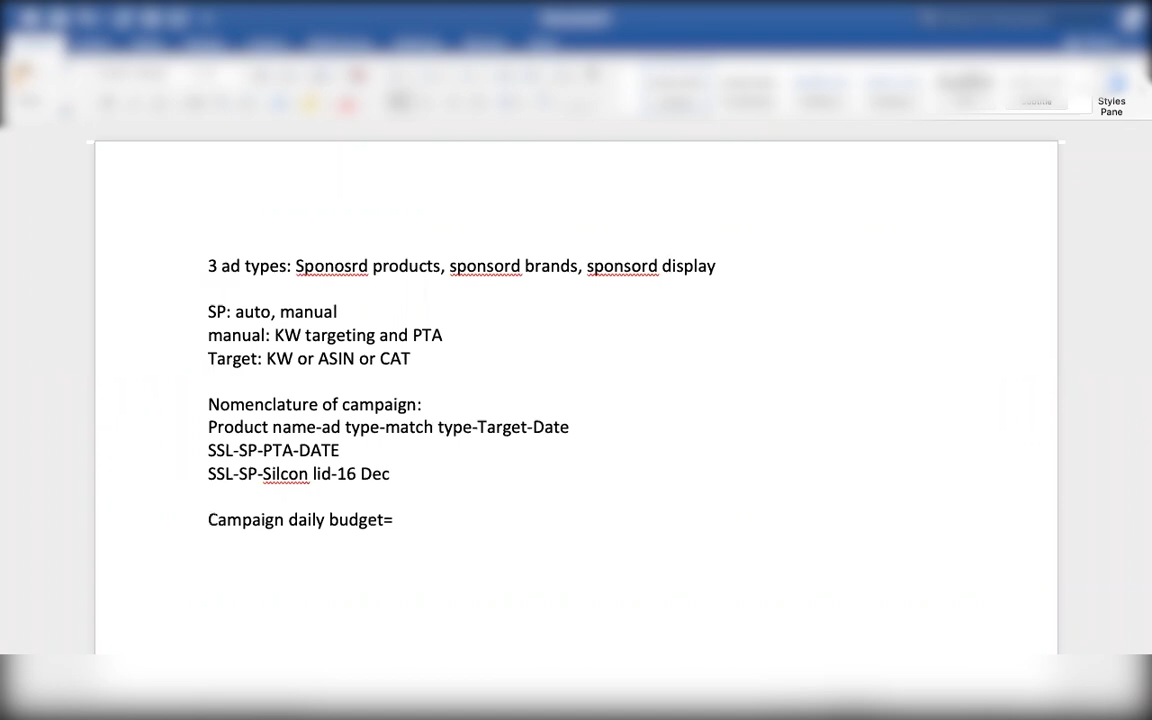 Styles
Pane
3 ad types: Sponosrd products, sponsord brands, sponsord display
SP: auto, manual
manual: KW targeting and PTA
Target: KW or ASIN or CAT
Nomenclature of campaign:
Product name-ad type-match type-Target-Date
SSL-SP-PTA-DATE
SSL-SP-Silcon lid-16 Dec
Campaign daily budget=